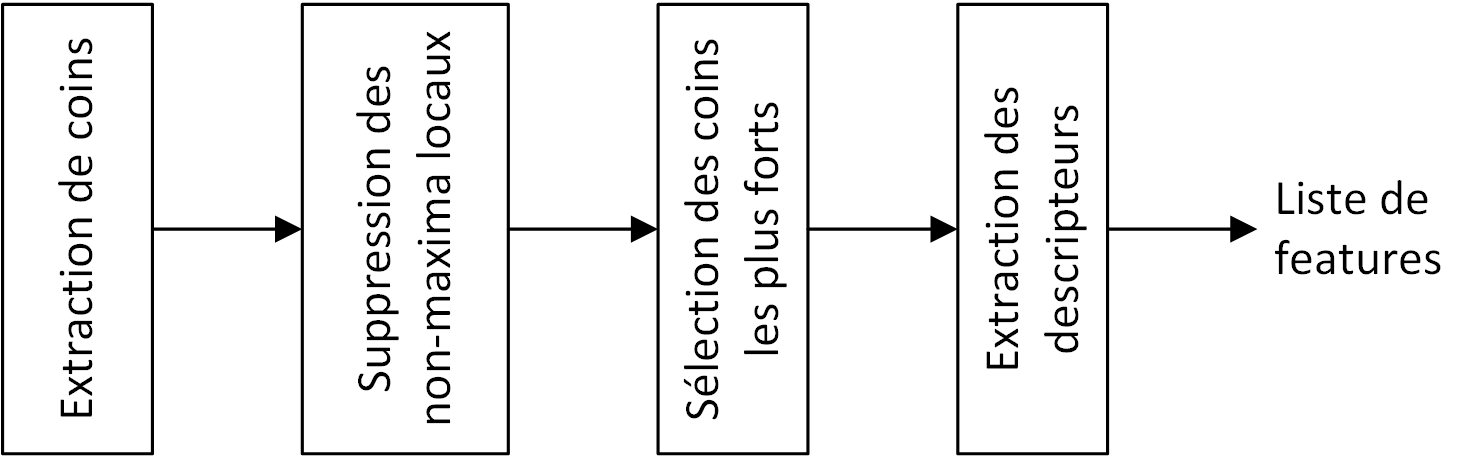 Extraction de coins
Suppression des
non-maxima locaux
Sélection des coins
les plus forts
Extraction des
descripteurs
Liste de
features